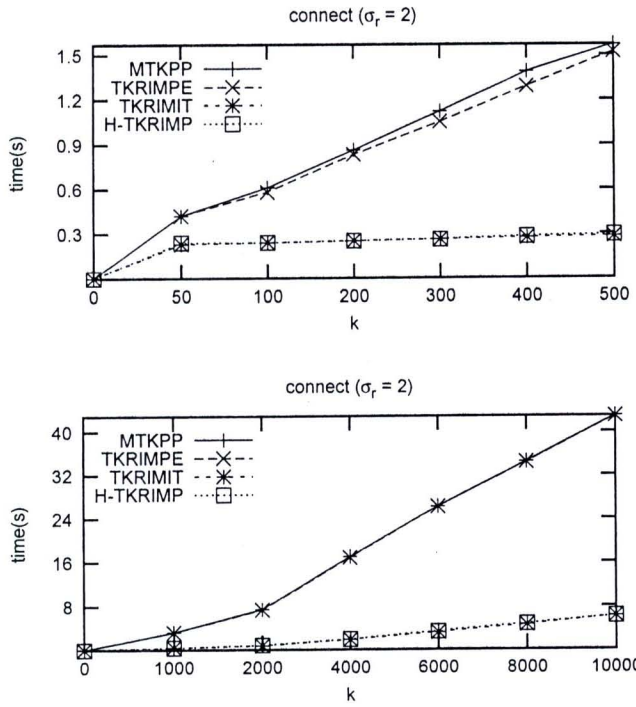 connect (σr = 2)
1.5
1.2
0.9
0.6
0.3
time(s)
MTKPP
TKRIMPE
TKRIMIT
H-TKRIMP
0 50 100 200 300 400 500
k
connect (σr = 2)
40
32
24
16
8
time(s)
MTKPP
TKRIMPE
TKRIMIT
H-TKRIMP
0 1000 2000 4000 6000 8000 10000
k